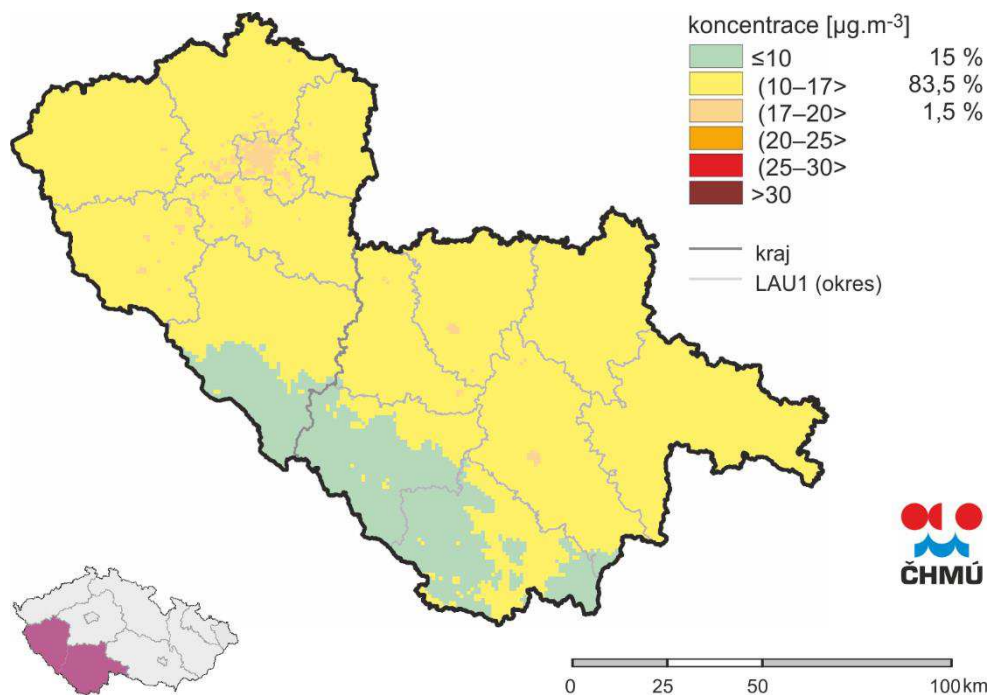 koncentrace [µg.m-3]
≤10 15 %
(10–17> 83,5 %
(17–20> 1,5 %
(20–25>
(25–30>
>30
kraj
LAU1 (okres)
ČHMÚ
0 25 50 100 km